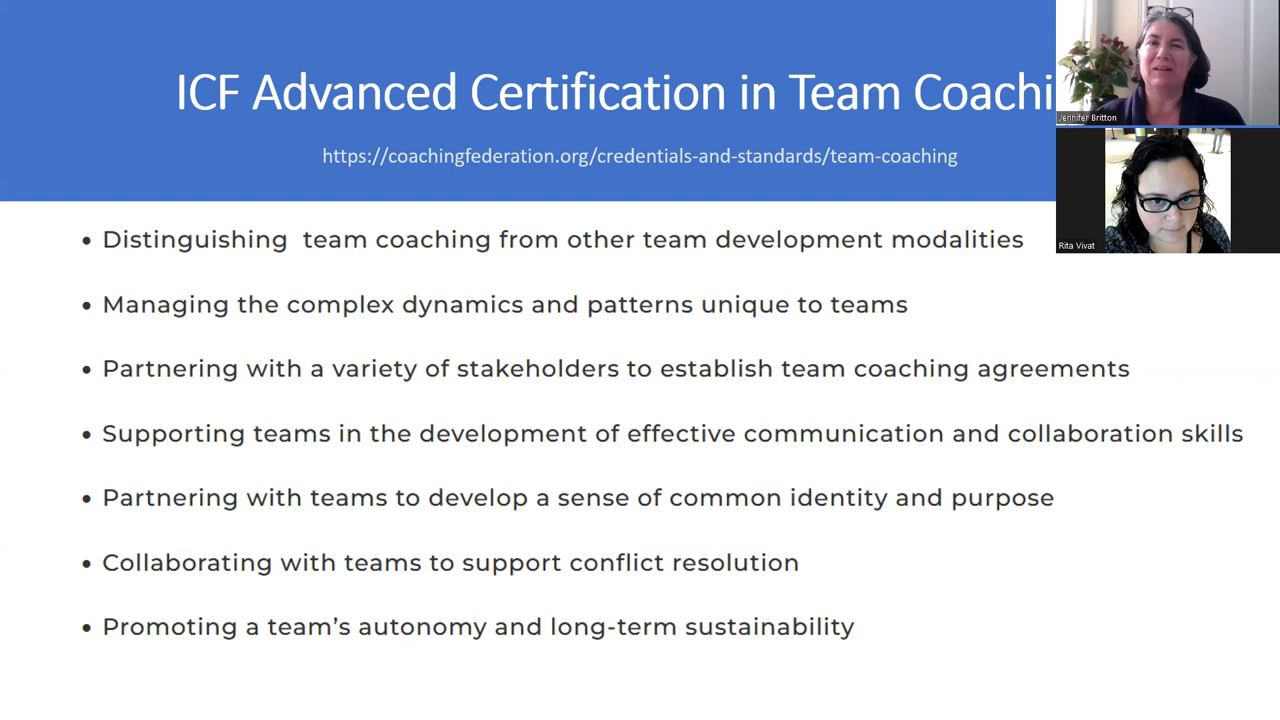 ICF Advanced Certification in Team Coachi
https://coachingfederation.org/credentials-and-standards/team-coaching
Jennifer Britton
Rita Vivat
• Distinguishing  team coaching from other team development modalities
• Managing the complex dynamics and patterns unique to teams
• Partnering with a variety of stakeholders to establish team coaching agreements
• Supporting teams in the development of effective communication and collaboration skills
• Partnering with teams to develop a sense of common identity and purpose
• Collaborating with teams to support conflict resolution
• Promoting a team’s autonomy and long-term sustainability